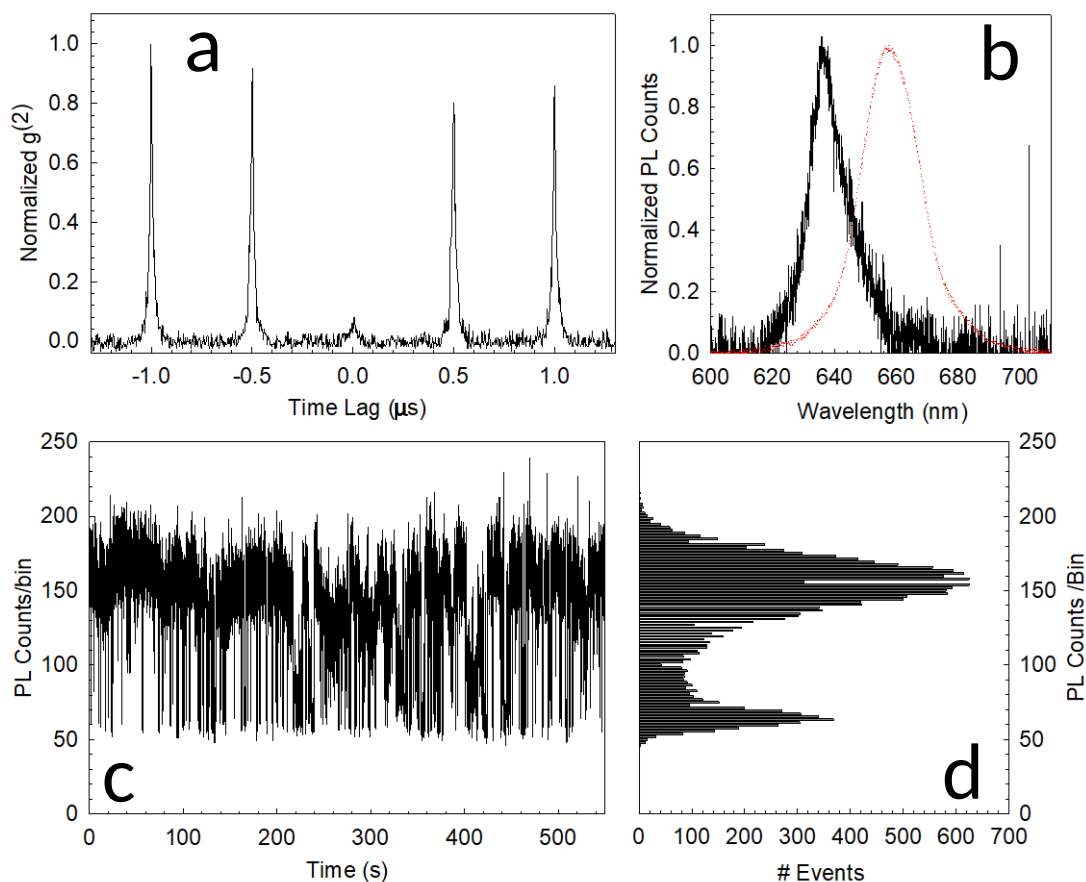 a
Normalized g(2)
1.0
0.8
0.6
0.4
0.2
0.0
-1.0 -0.5 0.0 0.5 1.0
Time Lag (μs)
b
Normalized PL Counts
1.0
0.8
0.6
0.4
0.2
0.0
600 620 640 660 680 700
Wavelength (nm)
c
PL Counts/bin
250
200
150
100
50
0
0 100 200 300 400 500
Time (s)
d
250
200
150
100
50
0
PL Counts /Bin
0 100 200 300 400 500 600 700
# Events